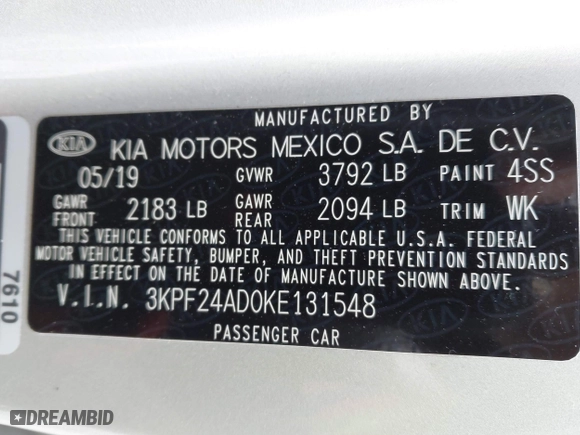 MANUFACTURED BY
KIA KIA MOTORS MEXICO S.A. DE C.V.
05/19 GVWR 3792 LB PAINT 4SS
GAWR FRONT 2183 LB GAWR REAR 2094 LB TRIM WK
THIS VEHICLE CONFORMS TO ALL APPLICABLE U.S.A. FEDERAL
MOTOR VEHICLE SAFETY, BUMPER, AND THEFT PREVENTION STANDARDS
IN EFFECT ON THE DATE OF MANUFACTURE SHOWN ABOVE.
V.I.N. 3KPF24AD0KE131548
PASSENGER CAR
7610
DREAMBID